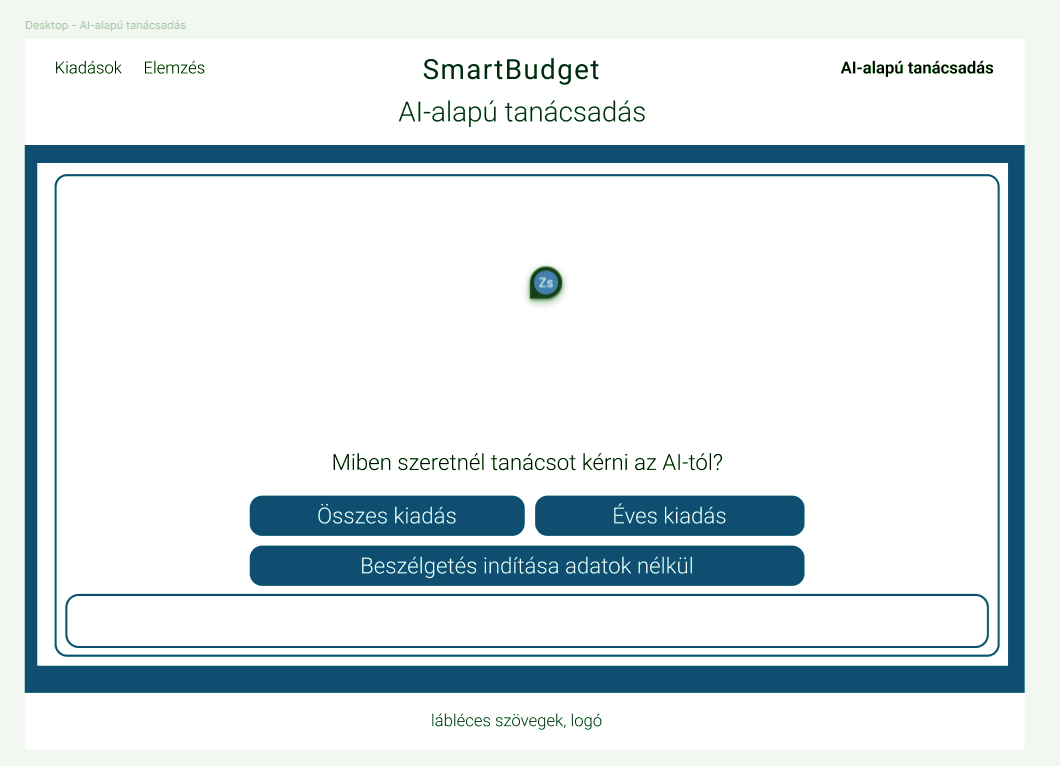 Desktop - AI-alapú tanácsadás
Kiadások Elemzés SmartBudget AI-alapú tanácsadás
AI-alapú tanácsadás
Zs
Miben szeretnél tanácsot kérni az AI-tól?
Összes kiadás Éves kiadás
Beszélgetés indítása adatok nélkül
lábléces szövegek, logó